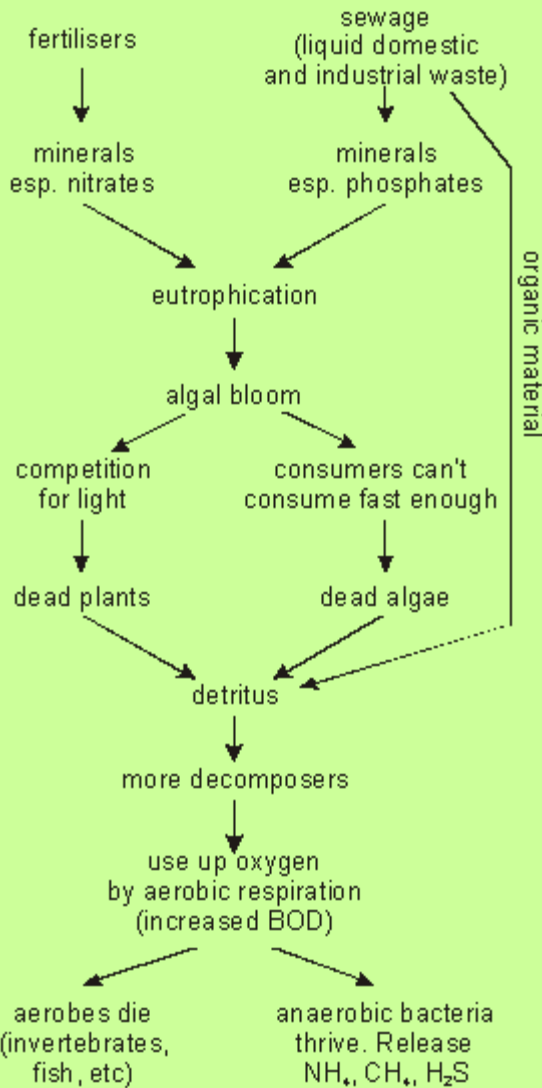 fertilisers
sewage
(liquid domestic
and industrial waste)
minerals
esp. nitrates
minerals
esp. phosphates
organic material
eutrophication
algal bloom
competition
for light
consumers can't
consume fast enough
dead plants
dead algae
detritus
more decomposers
use up oxygen
by aerobic respiration
(increased BOD)
aerobes die
(invertebrates,
fish, etc)
anaerobic bacteria
thrive. Release
NH₄, CH₄, H₂S